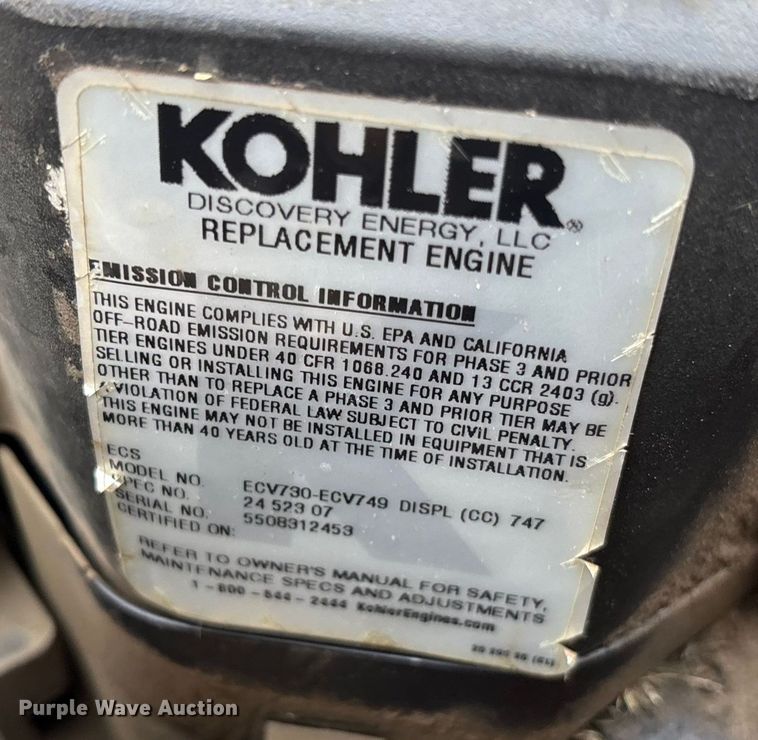 KOHLER®
DISCOVERY ENERGY, LLC
REPLACEMENT ENGINE
EMISSION CONTROL INFORMATION
THIS ENGINE COMPLIES WITH U.S. EPA AND CALIFORNIA
OFF-ROAD EMISSION REQUIREMENTS FOR PHASE 3 AND PRIOR
TIER ENGINES UNDER 40 CFR 1068.240 AND 13 CCR 2403 (g).
SELLING OR INSTALLING THIS ENGINE FOR ANY PURPOSE
OTHER THAN TO REPLACE A PHASE 3 AND PRIOR TIER MAY BE
A VIOLATION OF FEDERAL LAW SUBJECT TO CIVIL PENALTY.
THIS ENGINE MAY NOT BE INSTALLED IN EQUIPMENT THAT IS
MORE THAN 40 YEARS OLD AT THE TIME OF INSTALLATION.
ECS
MODEL NO. ECV730-ECV749 DISPL (CC) 747
SPEC NO. 24 523 07
SERIAL NO. 5508312453
CERTIFIED ON:
REFER TO OWNER'S MANUAL FOR SAFETY,
MAINTENANCE SPECS AND ADJUSTMENTS
1-800-544-2444 KohlerEngines.com
Purple Wave Auction